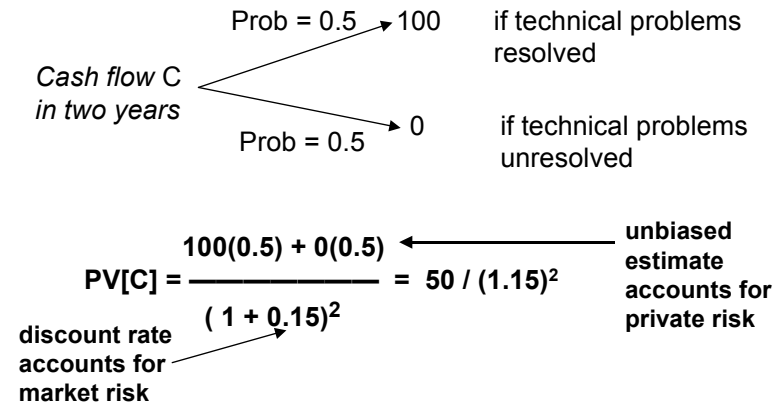 Prob = 0.5 100 if technical problems
resolved
Cash flow C
in two years
0 if technical problems
Prob = 0.5
unresolved
unbiased
100(0.5) + 0(0.5)
estimate
PV[C] = ———————— = 50 / (1.15)²
accounts for
( 1 + 0.15)²
private risk
discount rate
accounts for
market risk